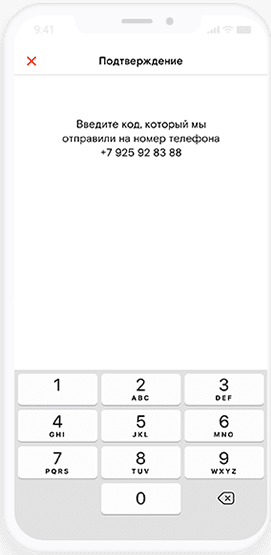 9:41
Подтверждение
Введите код, который мы
отправили на номер телефона
+7 925 92 83 88
1
2
ABC
3
DEF
4
GHI
5
JKL
6
MNO
7
PQRS
8
TUV
9
WXYZ
0